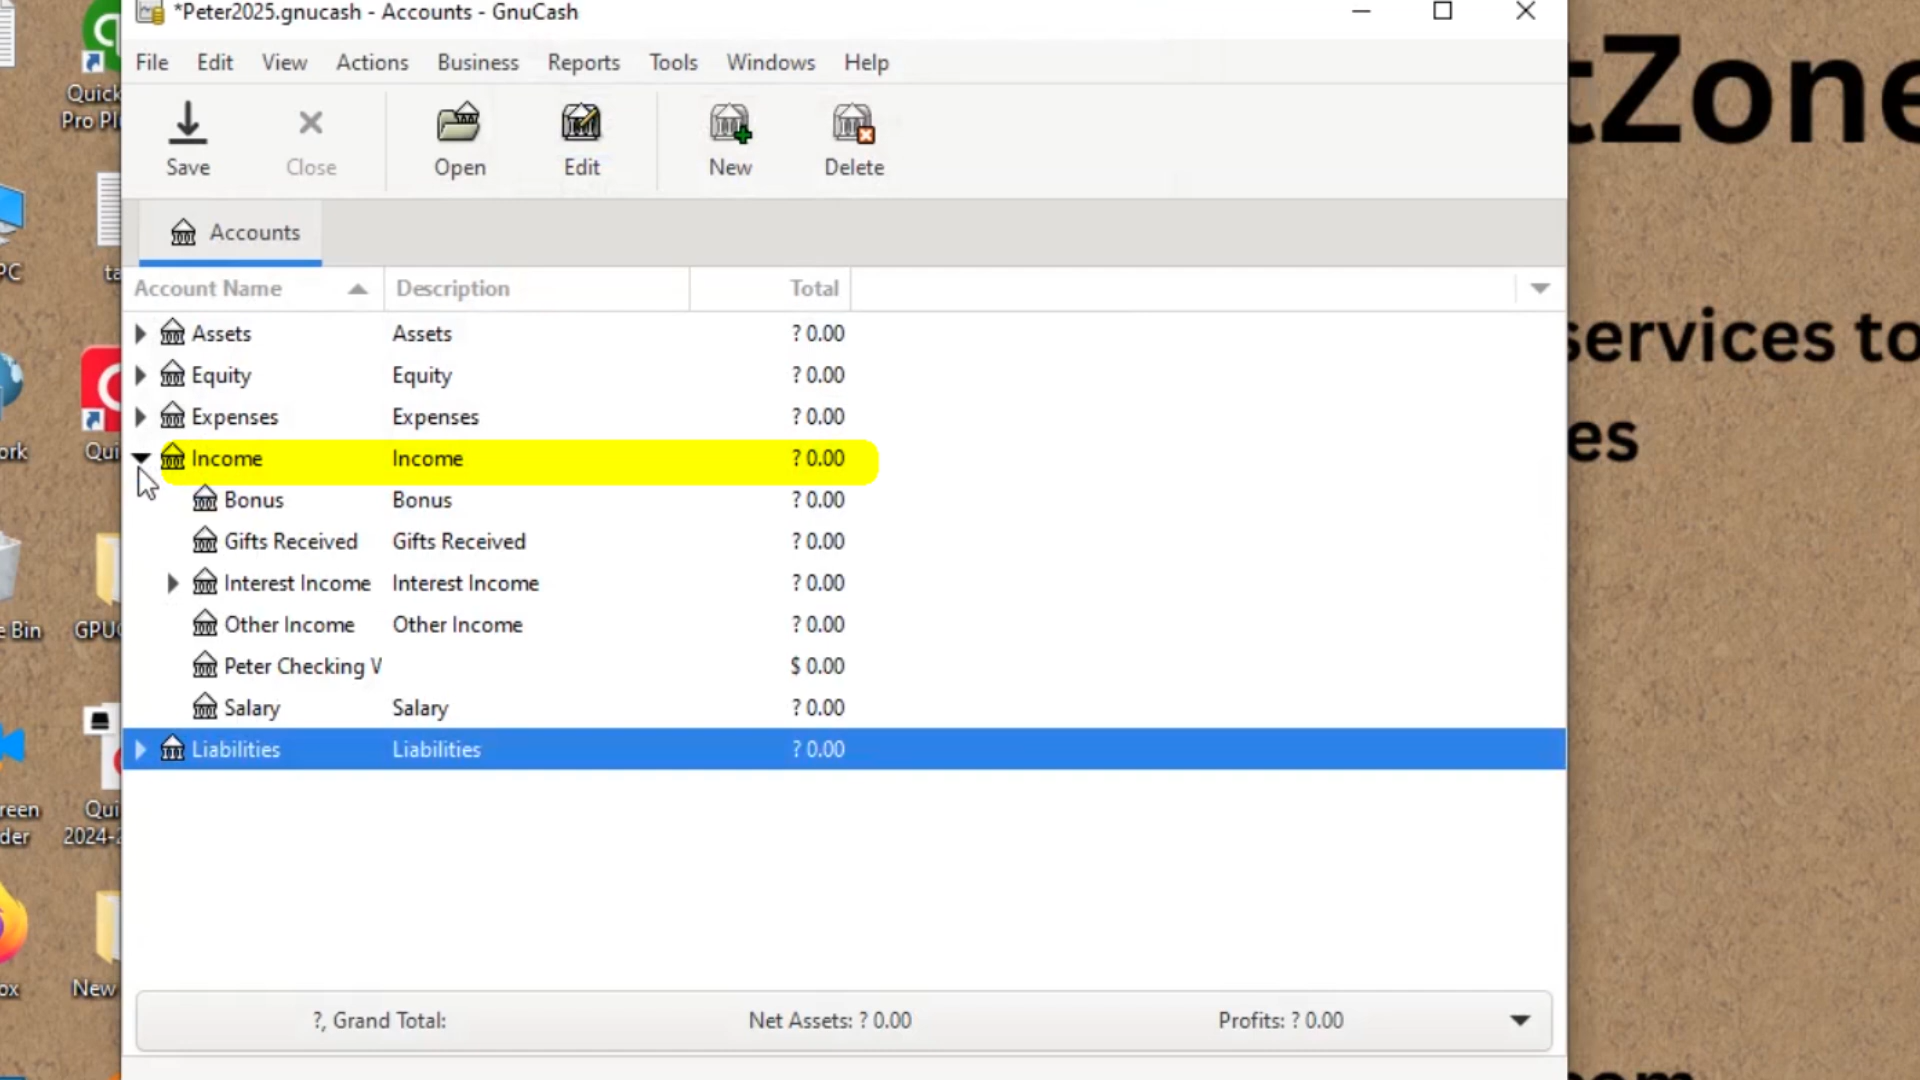 *Peter2025.gnucash - Accounts - GnuCash
File Edit View Actions Business Reports Tools Windows Help
Save Close Open Edit New Delete
Accounts
Account Name Description Total
Assets Assets ? 0.00
Equity Equity ? 0.00
Expenses Expenses ? 0.00
Income Income ? 0.00
Bonus Bonus ? 0.00
Gifts Received Gifts Received ? 0.00
Interest Income Interest Income ? 0.00
Other Income Other Income ? 0.00
Peter Checking $ 0.00
Salary Salary ? 0.00
Liabilities Liabilities ? 0.00
?, Grand Total: Net Assets: ? 0.00 Profits: ? 0.00
Quick
Pro Pl
PC
ta
ork
Qui
e Bin
GPU
reen
der
Qui
2024-2
ox
New
tZone
services to
es